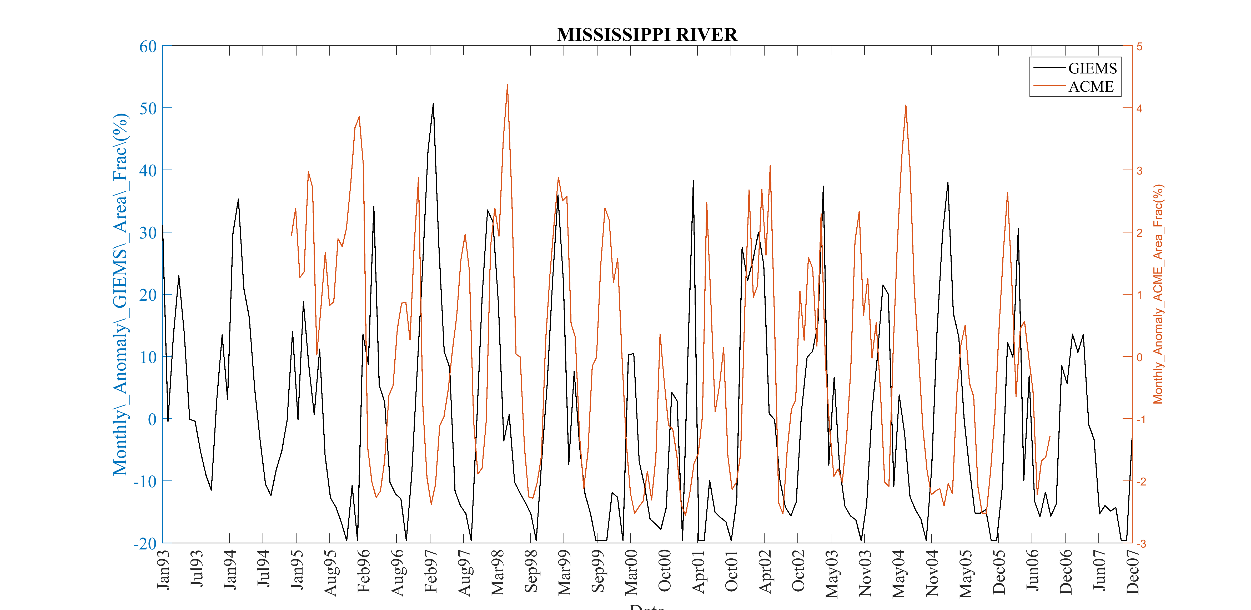 MISSISSIPPI RIVER
Monthly\_Anomaly\_GIEMS\_Area\_Frac\(%)
60
50
40
30
20
10
0
-10
-20
5
4
3
2
1
0
-1
-2
-3
Monthly_Anomaly_ACME_Area_Frac(%)
GIEMS
ACME
Jan93
Jul93
Jan94
Jul94
Jan95
Aug95
Feb96
Aug96
Feb97
Aug97
Mar98
Sep98
Mar99
Sep99
Mar00
Oct00
Apr01
Oct01
Apr02
Oct02
May03
Nov03
May04
Nov04
May05
Dec05
Jun06
Dec06
Jun07
Dec07